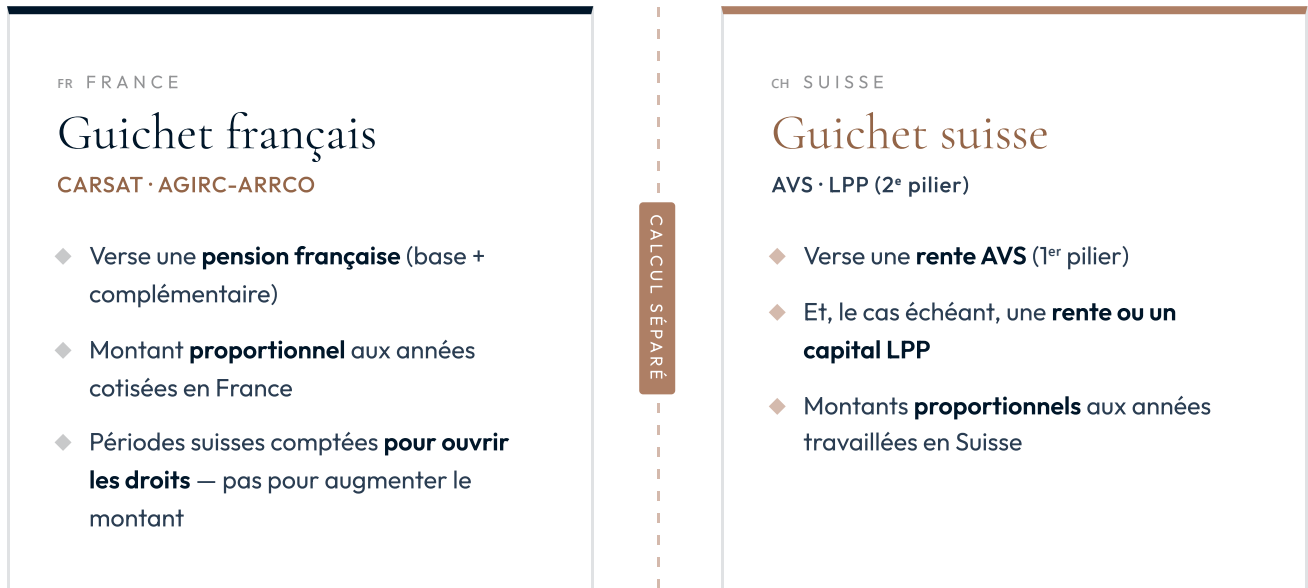 FR FRANCE
Guichet français
CARSAT · AGIRC-ARRCO
Verse une pension française (base +
complémentaire)
Montant proportionnel aux années
cotisées en France
Périodes suisses comptées pour ouvrir
les droits — pas pour augmenter le
montant
CALCUL SÉPARÉ
CH SUISSE
Guichet suisse
AVS · LPP (2ᵉ pilier)
Verse une rente AVS (1ᵉʳ pilier)
Et, le cas échéant, une rente ou un
capital LPP
Montants proportionnels aux années
travaillées en Suisse